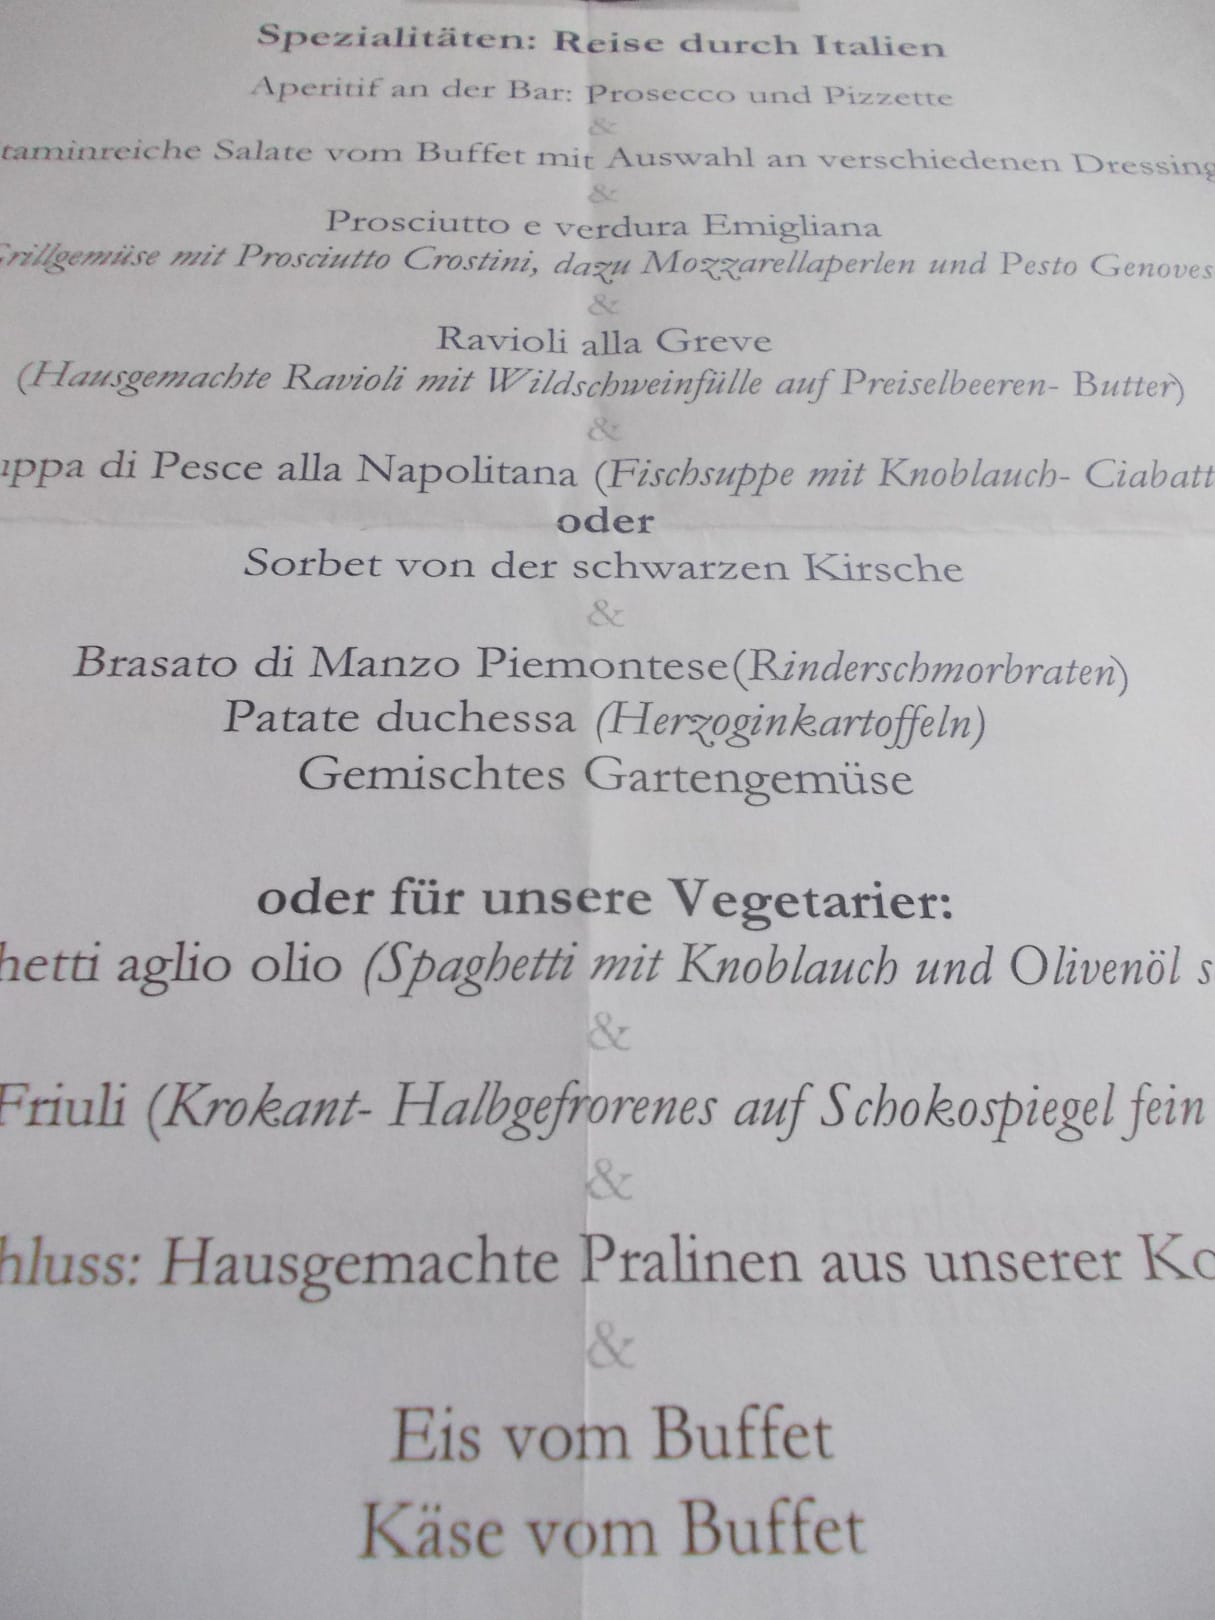 Spezialitäten: Reise durch Italien
Aperitif an der Bar: Prosecco und Pizzette
&
taminreiche Salate vom Buffet mit Auswahl an verschiedenen Dressing
&
Prosciutto e verdura Emigliana
Grillgemüse mit Prosciutto Crostini, dazu Mozzarellaperlen und Pesto Genoves
&
Ravioli alla Greve
(Hausgemachte Ravioli mit Wildschweinfülle auf Preiselbeeren- Butter)
&
uppa di Pesce alla Napolitana (Fischsuppe mit Knoblauch- Ciabatt
oder
Sorbet von der schwarzen Kirsche
&
Brasato di Manzo Piemontese(Rinderschmorbraten)
Patate duchessa (Herzoginkartoffeln)
Gemischtes Gartengemüse
oder für unsere Vegetarier:
hetti aglio olio (Spaghetti mit Knoblauch und Olivenöl s
&
Friuli (Krokant- Halbgefrorenes auf Schokospiegel fein
&
hluss: Hausgemachte Pralinen aus unserer Ko
&
Eis vom Buffet
Käse vom Buffet